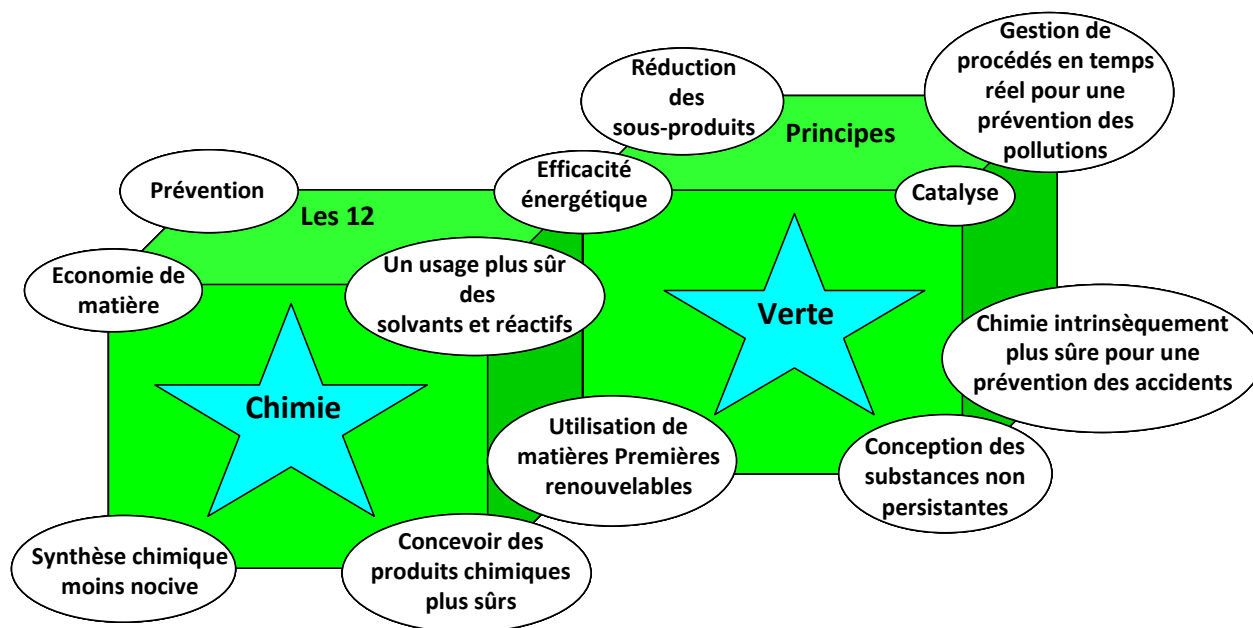 Gestion de
procédés en temps
réel pour une
prévention des
pollutions
Réduction
des
sous-produits
Principes
Efficacité
énergétique
Catalyse
Prévention
Les 12
Economie de
matière
Un usage plus sûr
des
solvants et réactifs
Verte
Chimie intrinsèquement
plus sûre pour une
prévention des accidents
Chimie
Utilisation de
matières Premières
renouvelables
Conception des
substances non
persistantes
Synthèse chimique
moins nocive
Concevoir des
produits chimiques
plus sûrs